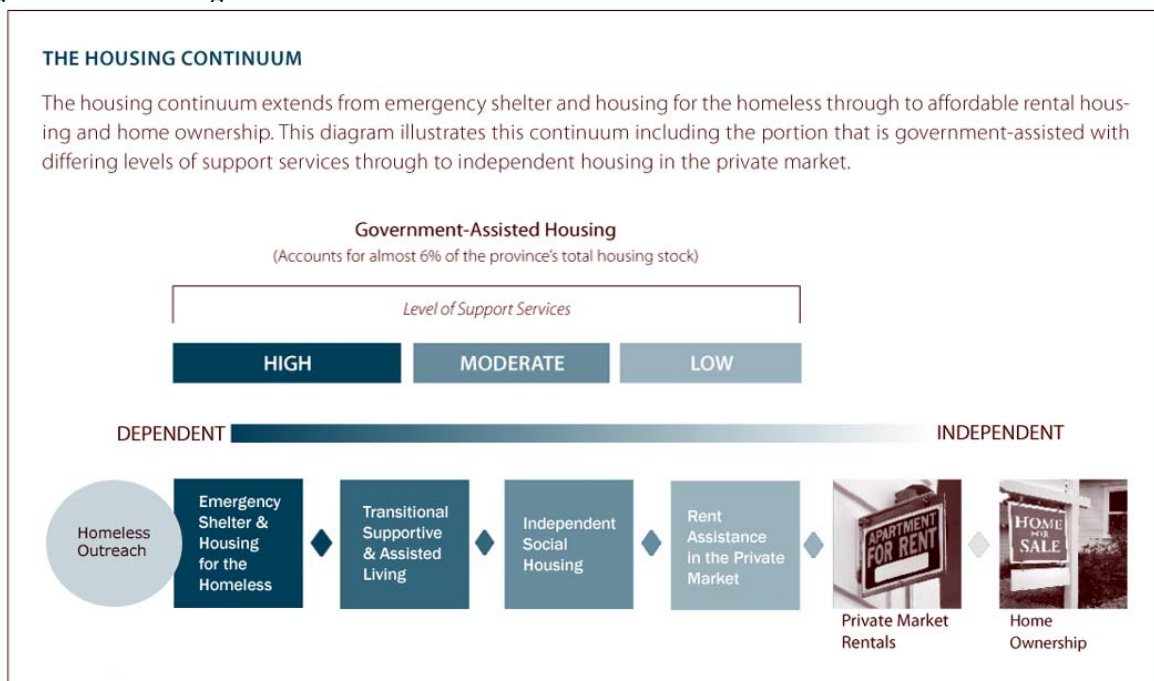 THE HOUSING CONTINUUM
The housing continuum extends from emergency shelter and housing for the homeless through to affordable rental hous-
ing and home ownership. This diagram illustrates this continuum including the portion that is government-assisted with
differing levels of support services through to independent housing in the private market.
Government-Assisted Housing
(Accounts for almost 6% of the province's total housing stock)
Level of Support Services
HIGH
MODERATE
LOW
DEPENDENT
INDEPENDENT
Homeless
Outreach
Emergency
Shelter &
Housing
for the
Homeless
Transitional
Supportive
& Assisted
Living
Independent
Social
Housing
Rent
Assistance
in the Private
Market
APARTMENT
FOR RENT
Private Market
Rentals
HOME
FOR
SALE
Home
Ownership